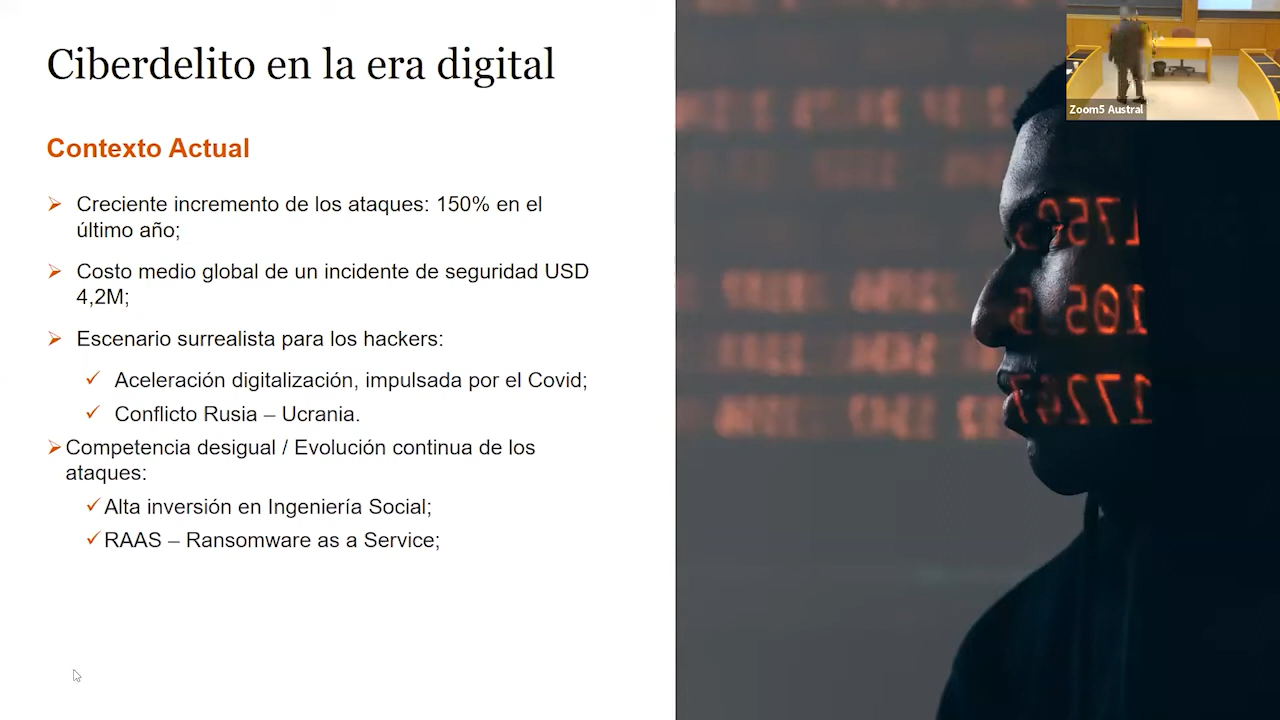 Ciberdelito en la era digital
Contexto Actual
Creciente incremento de los ataques: 150% en el
último año;
Costo medio global de un incidente de seguridad USD
4,2M;
Escenario surrealista para los hackers:
Aceleración digitalización, impulsada por el Covid;
Conflicto Rusia – Ucrania.
Competencia desigual / Evolución continua de los
ataques:
Alta inversión en Ingeniería Social;
RAAS – Ransomware as a Service;
Zoom5 Austral